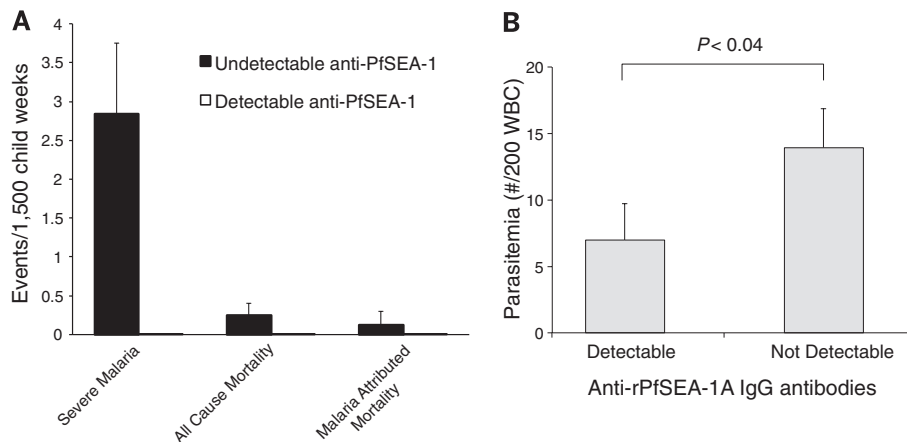 A
Events/1,500 child weeks
4
3.5
3
2.5
2
1.5
1
0.5
0
Undetectable anti-PfSEA-1
Detectable anti-PfSEA-1
Severe Malaria
All Cause Mortality
Malaria Attributed
Mortality
B
P< 0.04
Parasitemia (#/200 WBC)
20
15
10
5
0
Detectable
Not Detectable
Anti-rPfSEA-1A IgG antibodies